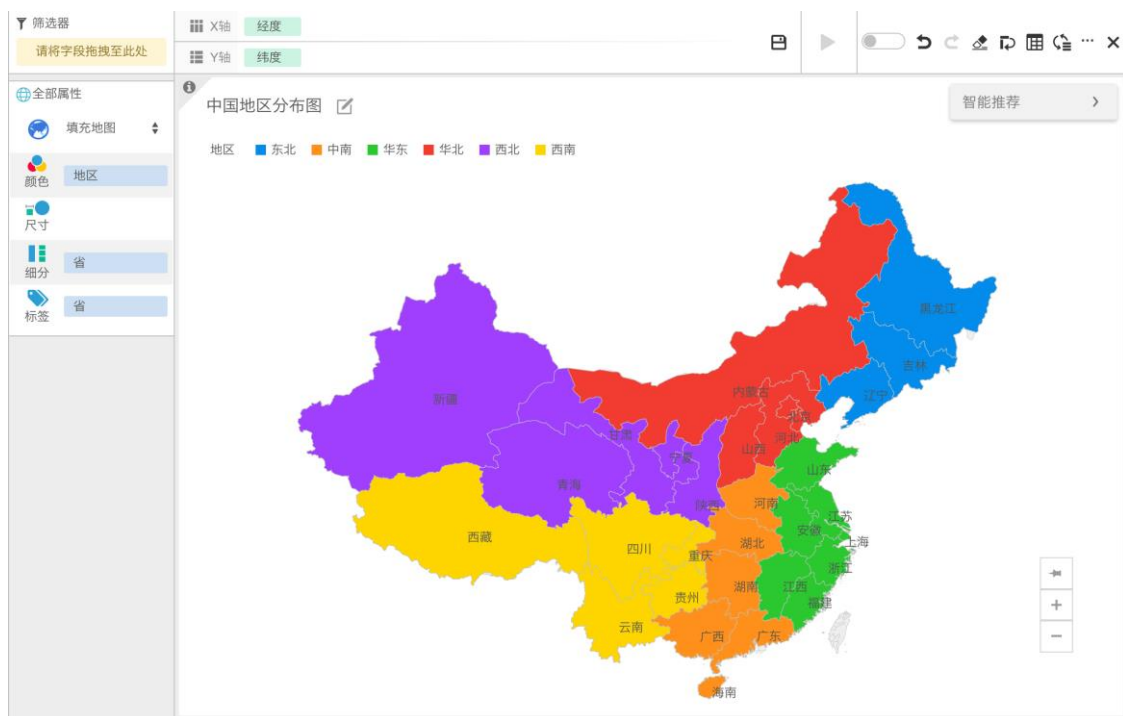 筛选器
请将字段拖拽至此处
X轴 经度
Y轴 纬度
全部属性
填充地图
颜色 地区
尺寸
细分 省
标签 省
中国地区分布图
智能推荐
地区 东北 中南 华东 华北 西北 西南
黑龙江
吉林
辽宁
内蒙古
北京
新疆
甘肃
河北
山西
宁夏
山东
青海
陕西
河南
江苏
安徽
西藏
四川
湖北
上海
重庆
浙江
湖南
江西
贵州
福建
云南
广西
广东
海南